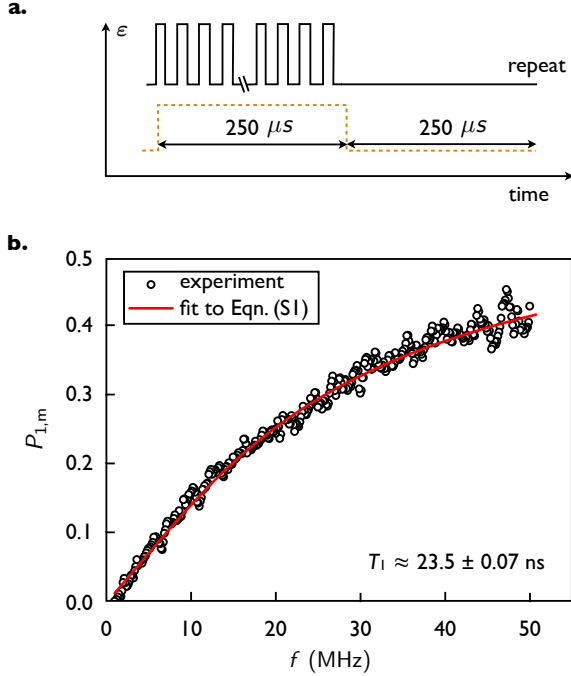 a.
ε
repeat
250 μs 250 μs
time
b.
0.5
experiment
fit to Eqn. (S1)
0.4
0.3
P1,m
0.2
0.1
T1 ≈ 23.5 ± 0.07 ns
0.0
0 10 20 30 40 50
f (MHz)